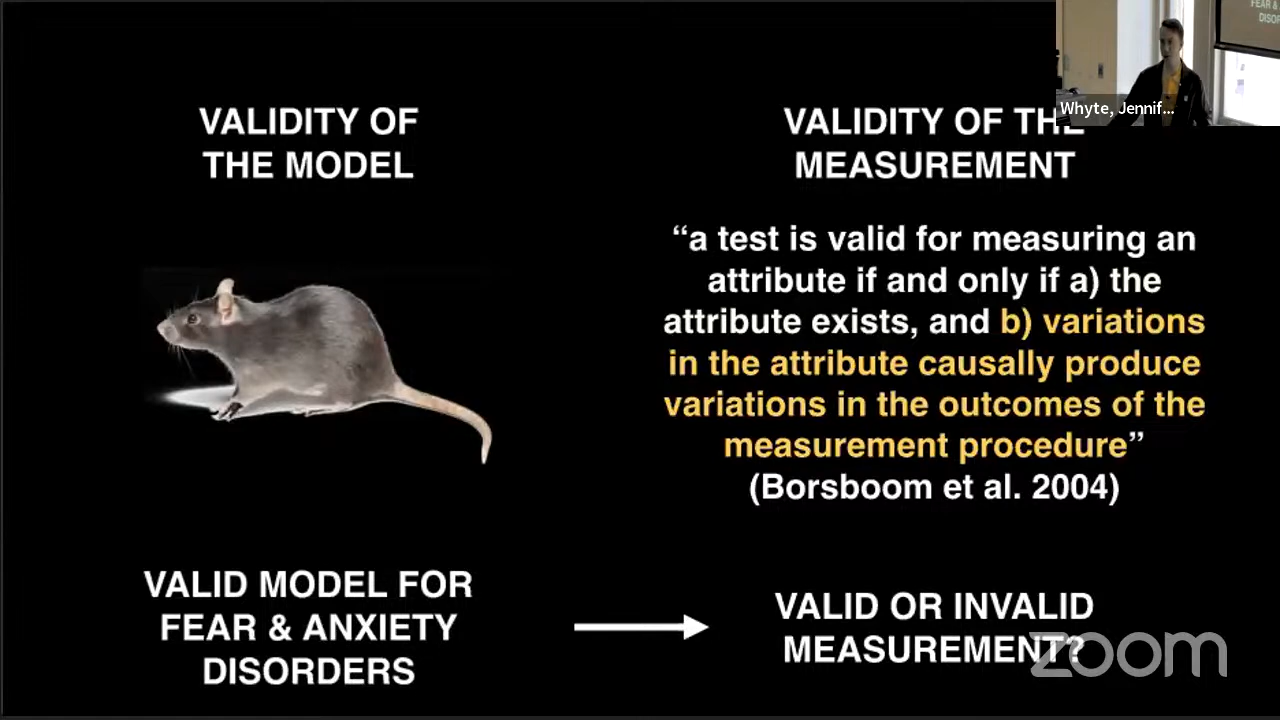 VALIDITY OF
THE MODEL
VALIDITY OF THE
MEASUREMENT
“a test is valid for measuring an
attribute if and only if a) the
attribute exists, and b) variations
in the attribute causally produce
variations in the outcomes of the
measurement procedure”
(Borsboom et al. 2004)
VALID MODEL FOR
FEAR & ANXIETY
DISORDERS
VALID OR INVALID
MEASUREMENT?
Whyte, Jennif...
FEAR &
DISOR
zoom